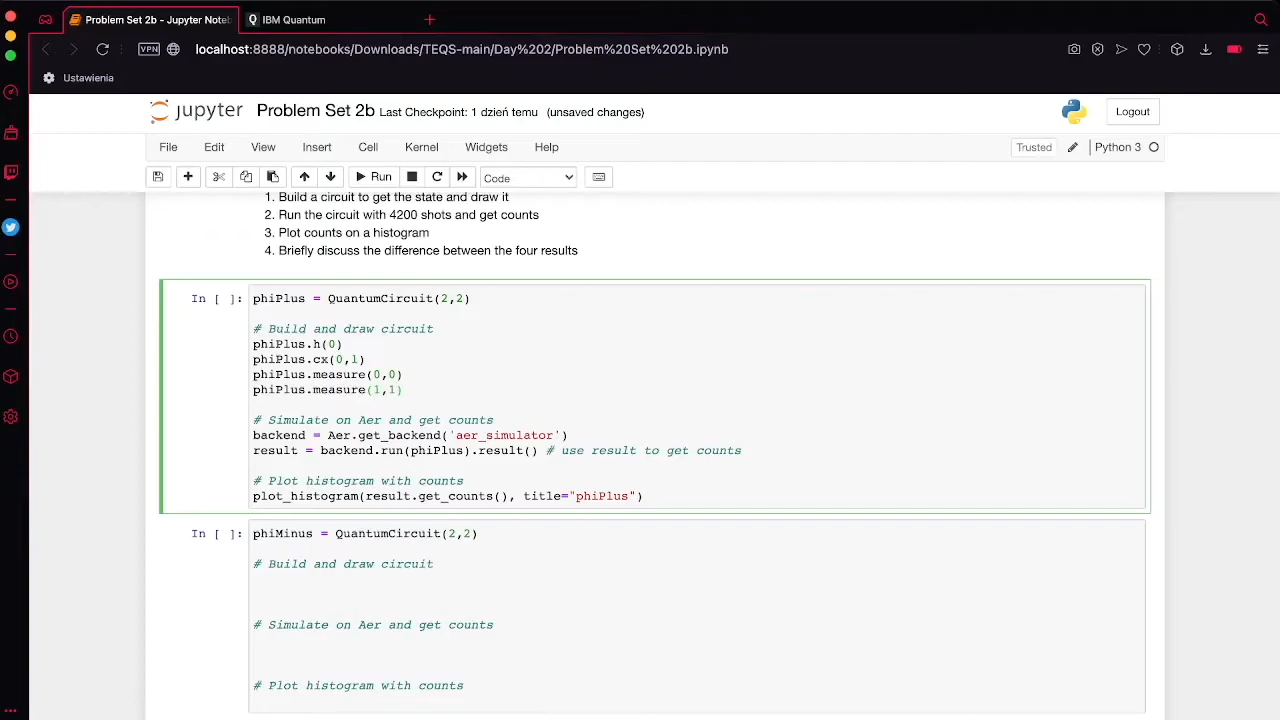 Problem Set 2b - Jupyter Noteb
IBM Quantum
VPN
localhost:8888/notebooks/Downloads/TEQS-main/Day%202/Problem%20Set%202b.ipynb
Ustawienia
jupyter Problem Set 2b Last Checkpoint: 1 dzień temu (unsaved changes)
Logout
File Edit View Insert Cell Kernel Widgets Help
Trusted
Python 3
Run
Code
1. Build a circuit to get the state and draw it
2. Run the circuit with 4200 shots and get counts
3. Plot counts on a histogram
4. Briefly discuss the difference between the four results
In [ ]: phiPlus = QuantumCircuit(2,2)
# Build and draw circuit
phiPlus.h(0)
phiPlus.cx(0,1)
phiPlus.measure(0,0)
phiPlus.measure(1,1)
# Simulate on Aer and get counts
backend = Aer.get_backend('aer_simulator')
result = backend.run(phiPlus).result() # use result to get counts
# Plot histogram with counts
plot_histogram(result.get_counts(), title="phiPlus")
In [ ]: phiMinus = QuantumCircuit(2,2)
# Build and draw circuit
# Simulate on Aer and get counts
# Plot histogram with counts